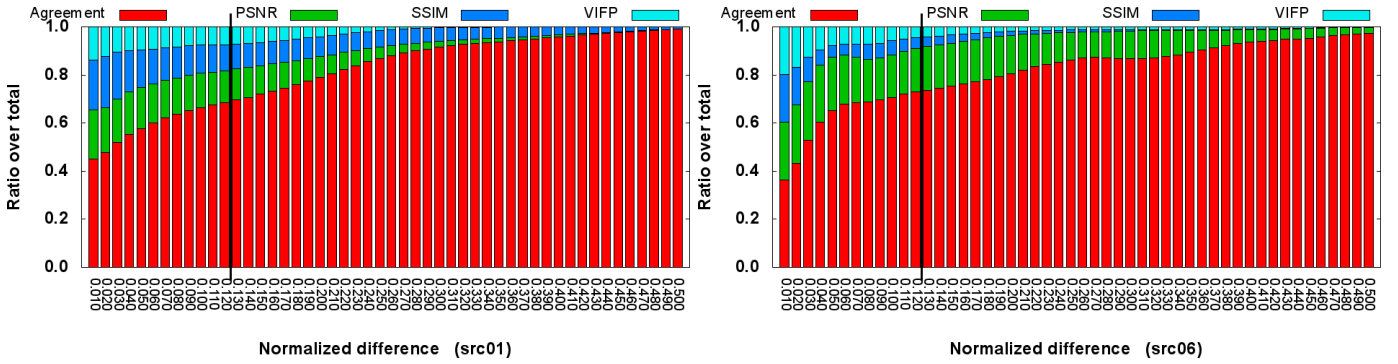 Agreement PSNR SSIM VIFP
1.0
0.8
0.6
0.4
0.2
0.0
Ratio over total
0.010 0.020 0.030 0.040 0.050 0.060 0.070 0.080 0.090 0.100 0.110 0.120 0.130 0.140 0.150 0.160 0.170 0.180 0.190 0.200 0.210 0.220 0.230 0.240 0.250 0.260 0.270 0.280 0.290 0.310 0.320 0.330 0.340 0.350 0.360 0.370 0.380 0.390 0.400 0.410 0.420 0.430 0.440 0.450 0.460 0.470 0.480 0.490 0.500
Normalized difference (src01)
Agreement PSNR SSIM VIFP
1.0
0.8
0.6
0.4
0.2
0.0
Ratio over total
0.010 0.020 0.030 0.040 0.050 0.060 0.070 0.080 0.090 0.100 0.110 0.120 0.130 0.140 0.150 0.160 0.170 0.180 0.190 0.200 0.210 0.220 0.230 0.240 0.250 0.260 0.270 0.280 0.290 0.300 0.310 0.320 0.330 0.340 0.350 0.360 0.370 0.380 0.390 0.400 0.410 0.420 0.430 0.440 0.450 0.460 0.470 0.480 0.490 0.500
Normalized difference (src06)